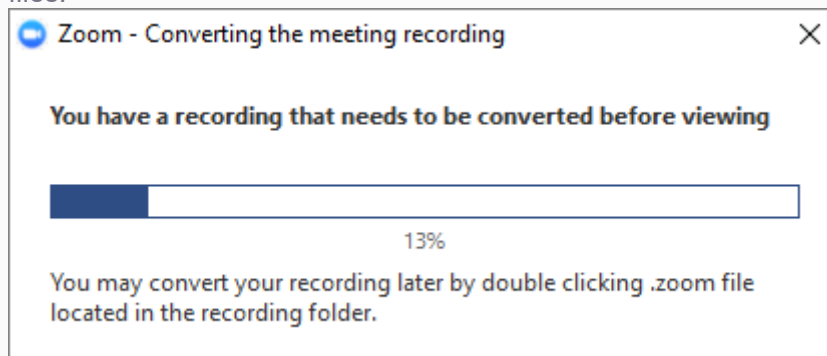 files.
Zoom - Converting the meeting recording
You have a recording that needs to be converted before viewing
13%
You may convert your recording later by double clicking .zoom file
located in the recording folder.